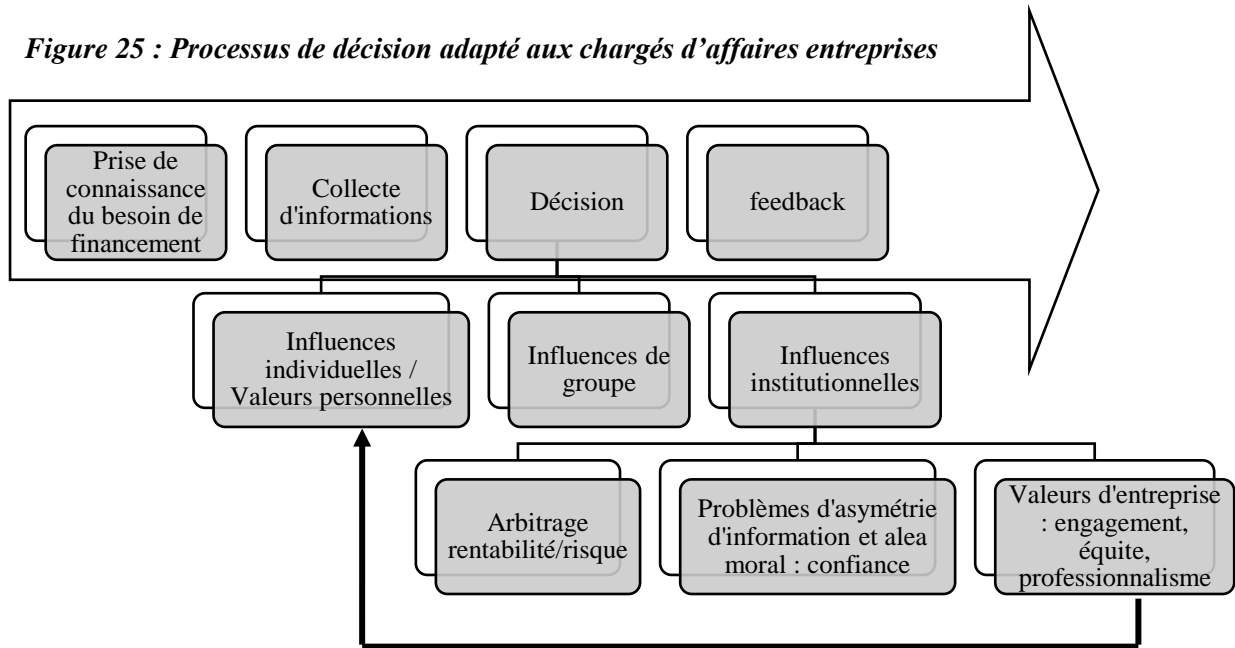 Figure 25 : Processus de décision adapté aux chargés d’affaires entreprises
Prise de
connaissance
du besoin de
financement
Collecte
d'informations
Décision
feedback
Influences
individuelles /
Valeurs personnelles
Influences de
groupe
Influences
institutionnelles
Arbitrage
rentabilité/risque
Problèmes d'asymétrie
d'information et alea
moral : confiance
Valeurs d'entreprise
: engagement,
équite,
professionnalisme